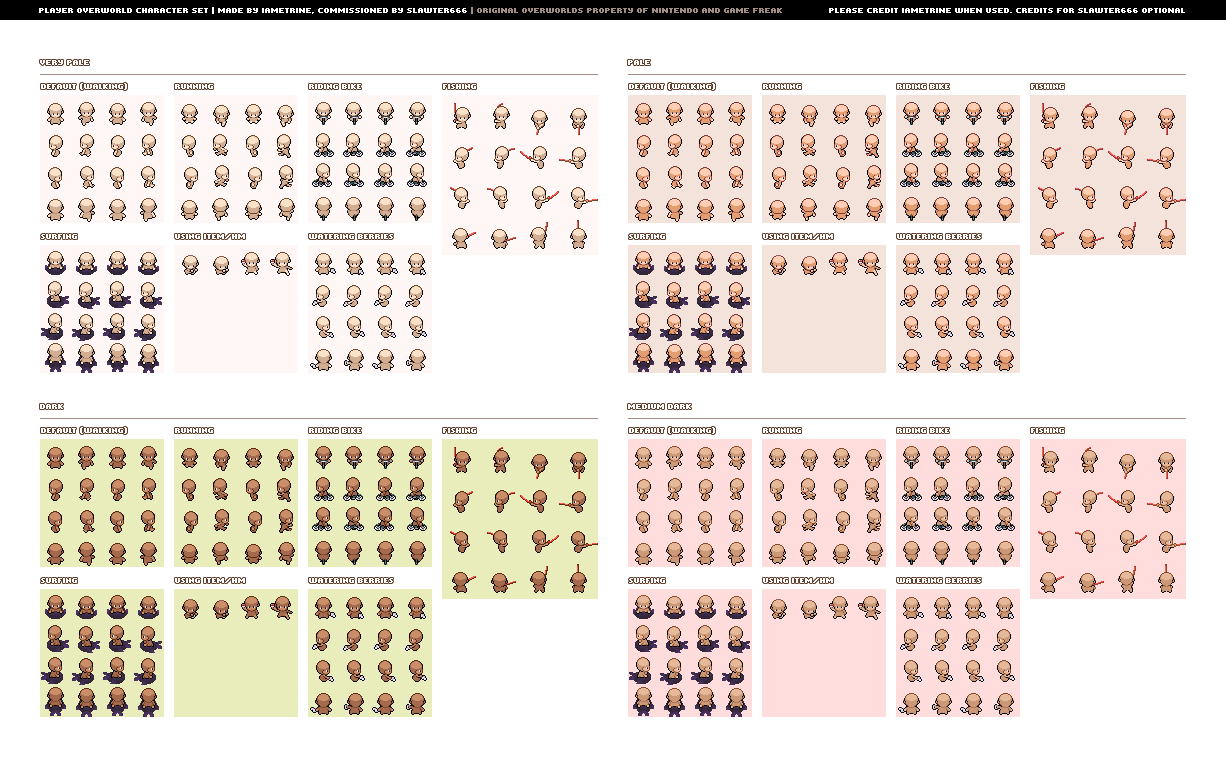 PLAYER OVERWORLD CHARACTER SET | MADE BY IAMETRINE, COMMISSIONED BY SLAWTER666 | ORIGINAL OVERWORLDS PROPERTY OF NINTENDO AND GAME FREAK
PLEASE CREDIT IAMETRINE WHEN USED. CREDITS FOR SLAWTER666 OPTIONAL
VERY PALE
DEFAULT (WALKING)
RUNNING
RIDING BIKE
FISHING
SURFING
USING ITEM/HM
WATERING BERRIES
PALE
DEFAULT (WALKING)
RUNNING
RIDING BIKE
FISHING
SURFING
USING ITEM/HM
WATERING BERRIES
DARK
DEFAULT (WALKING)
RUNNING
RIDING BIKE
FISHING
SURFING
USING ITEM/HM
WATERING BERRIES
MEDIUM DARK
DEFAULT (WALKING)
RUNNING
RIDING BIKE
FISHING
SURFING
USING ITEM/HM
WATERING BERRIES